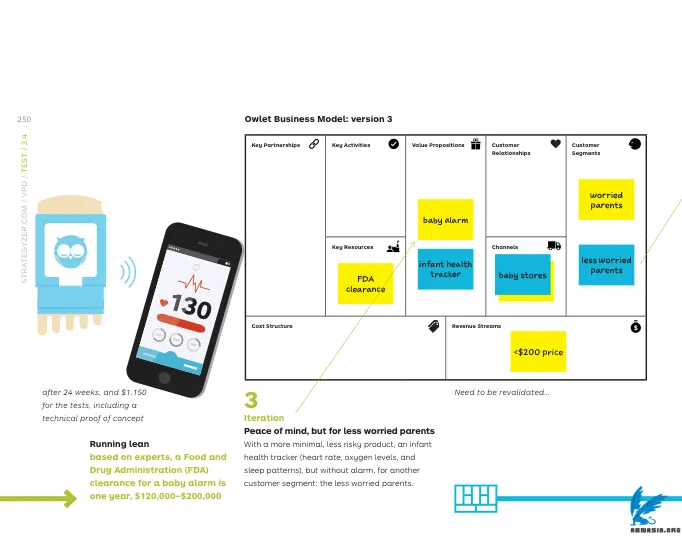 250
STRATEGYZER.COM / VPD / TEST / 3.4
Owlet Business Model: version 3
Key Partnerships
Key Activities
Value Propositions
Customer
Relationships
Customer
Segments
worried
parents
baby alarm
Key Resources
Channels
infant health
tracker
less worried
parents
FDA
clearance
baby stores
130
Cost Structure
Revenue Streams
$
<$200 price
after 24 weeks, and $1,150
for the tests, including a
technical proof of concept
Running lean
based on experts, a Food and
Drug Administration (FDA)
clearance for a baby alarm is
one year, $120,000–$200,000
3
Iteration
Peace of mind, but for less worried parents
With a more minimal, less risky product, an infant
health tracker (heart rate, oxygen levels, and
sleep patterns), but without alarm, for another
customer segment: the less worried parents.
Need to be revalidated...